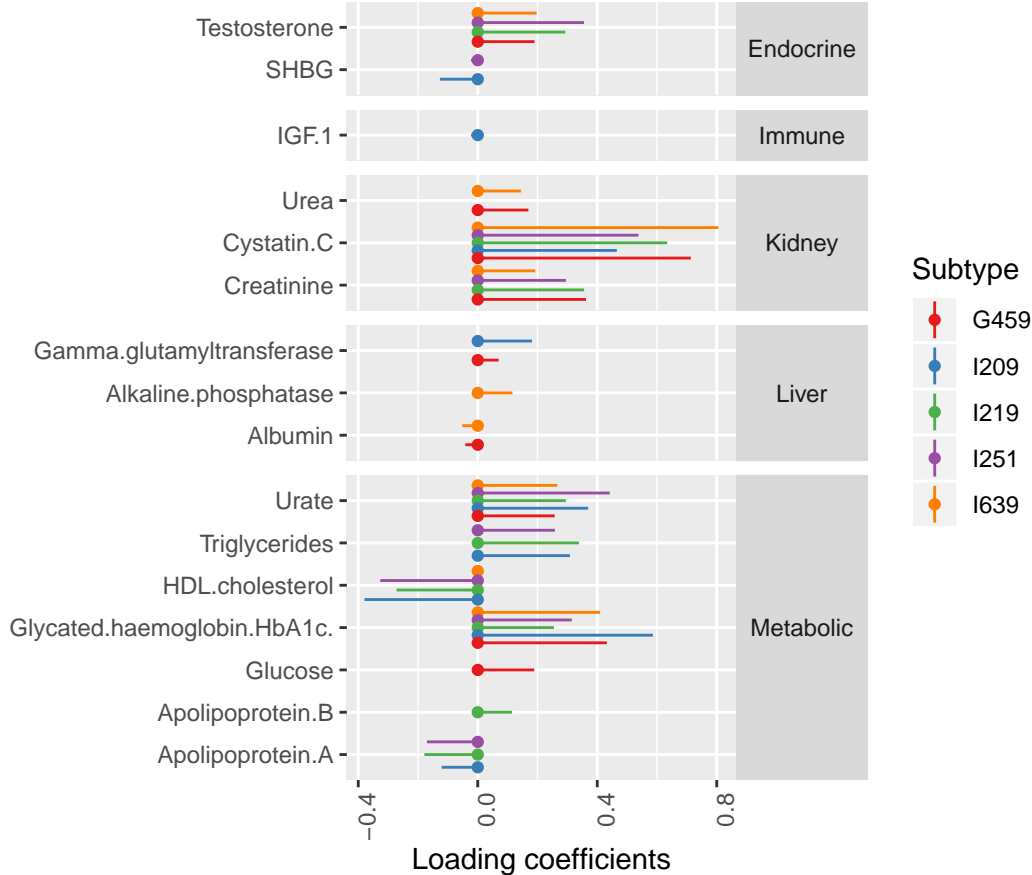 Testosterone
SHBG
Endocrine
IGF.1
Immune
Urea
Cystatin.C
Creatinine
Kidney
Gamma.glutamyltransferase
Alkaline.phosphatase
Albumin
Liver
Urate
Triglycerides
HDL.cholesterol
Glycated.haemoglobin.HbA1c.
Glucose
Apolipoprotein.B
Apolipoprotein.A
Metabolic
−0.4
0.0
0.4
0.8
Loading coefficients
Subtype
G459
I209
I219
I251
I639